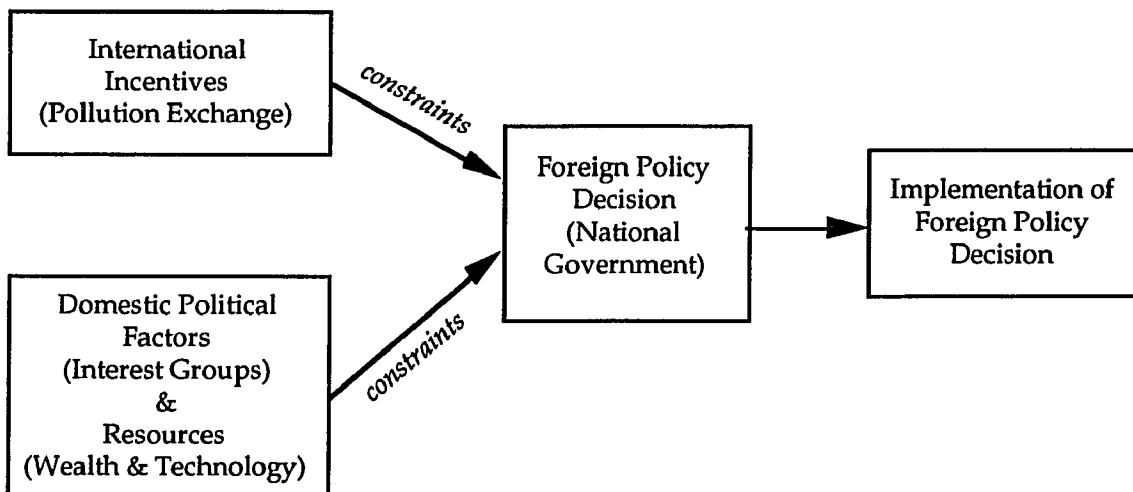 International
Incentives
(Pollution Exchange)
constraints
Foreign Policy
Decision
(National
Government)
Implementation of
Foreign Policy
Decision
Domestic Political
Factors
(Interest Groups)
&
Resources
(Wealth & Technology)
constraints